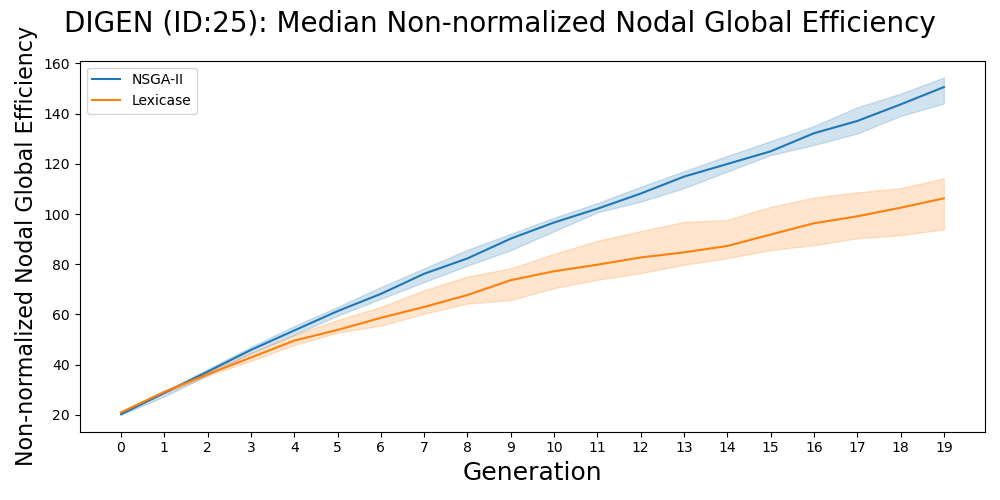 DIGEN (ID:25): Median Non-normalized Nodal Global Efficiency
Non-normalized Nodal Global Efficiency
160
140
120
100
80
60
40
20
NSGA-II
Lexicase
0 1 2 3 4 5 6 7 8 9 10 11 12 13 14 15 16 17 18 19
Generation